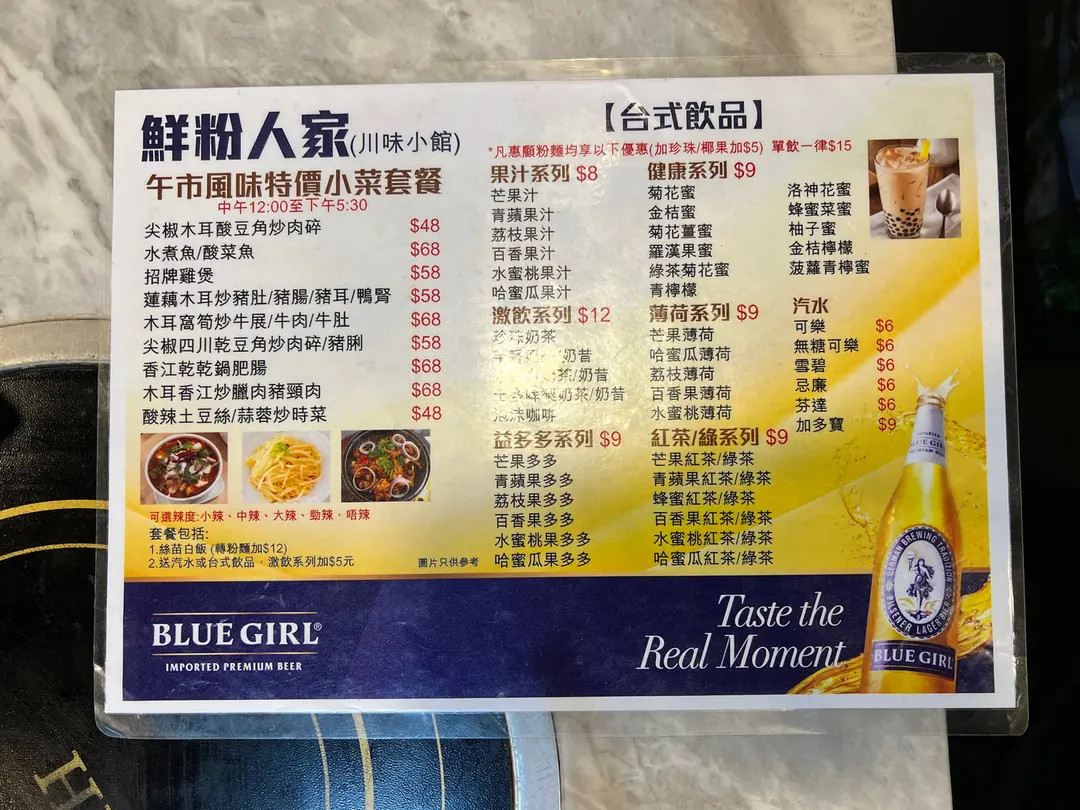 鮮粉人家(川味小館)
午市風味特價小菜套餐
中午12:00至下午5:30
尖椒木耳酸豆角炒肉碎 $48
水煮魚/酸菜魚 $68
招牌雞煲 $58
蓮藕木耳炒豬肚/豬腸/豬耳/鴨腎 $58
木耳窩筍炒牛展/牛肉/牛肚 $68
尖椒四川乾豆角炒肉碎/豬脷 $58
香江乾乾鍋肥腸 $68
木耳香江炒臘肉豬頸肉 $68
酸辣土豆絲/蒜蓉炒時菜 $48
可選辣度:小辣、中辣、大辣、勁辣，唔辣
套餐包括:
1.絲苗白飯 (轉粉麵加$12)
2.送汽水或台式飲品，激飲系列加$5元
圖片只供參考
【台式飲品】
*凡惠顧粉麵均享以下優惠(加珍珠/椰果加$5) 單飲一律$15
果汁系列 $8
芒果汁
青蘋果汁
荔枝果汁
百香果汁
水蜜桃果汁
哈蜜瓜果汁
激飲系列 $12
珍珠奶茶
奶昔
茶/奶昔
奶茶/奶昔
泡沫咖啡
益多多系列 $9
芒果多多
青蘋果多多
荔枝果多多
百香果多多
水蜜桃果多多
哈蜜瓜果多多
健康系列 $9
菊花蜜
金桔蜜
菊花薑蜜
羅漢果蜜
綠茶菊花蜜
青檸檬
洛神花蜜
蜂蜜菜蜜
柚子蜜
金桔檸檬
菠蘿青檸蜜
薄荷系列 $9
芒果薄荷
哈蜜瓜薄荷
荔枝薄荷
百香果薄荷
水蜜桃薄荷
汽水
可樂 $6
無糖可樂 $6
雪碧 $6
忌廉 $6
芬達 $6
加多寶 $9
紅茶/綠系列 $9
芒果紅茶/綠茶
青蘋果紅茶/綠茶
蜂蜜紅茶/綠茶
百香果紅茶/綠茶
水蜜桃紅茶/綠茶
哈蜜瓜紅茶/綠茶
BLUE GIRL®
IMPORTED PREMIUM BEER
Taste the
Real Moment
BLUE GIRL
GERMAN BREWING TRADITION
PILSENER LAGER BIER
BLUE GIRL
H